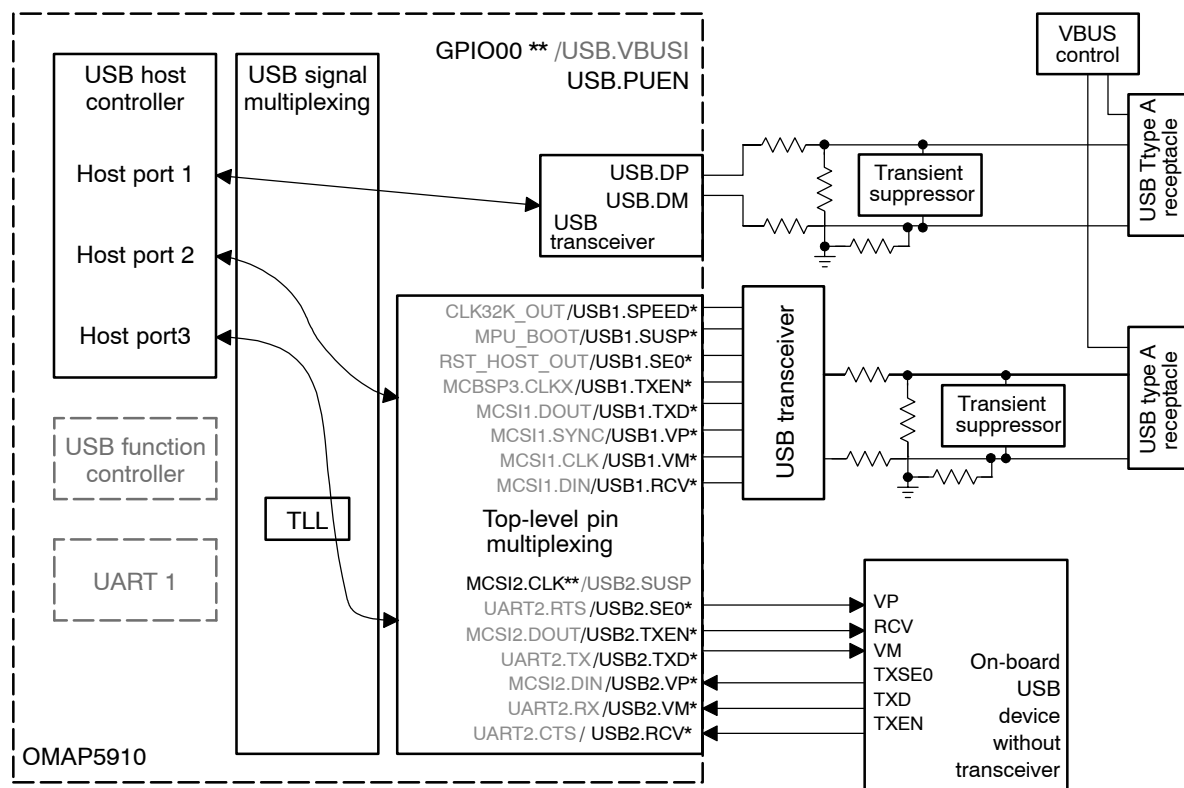 GPIO00 ** /USB.VBUSI
USB.PUEN
USB host
controller
Host port 1
Host port 2
Host port3
USB function
controller
UART 1
OMAP5910
USB signal
multiplexing
TLL
USB.DP
USB.DM
USB
transceiver
CLK32K_OUT/USB1.SPEED*
MPU_BOOT/USB1.SUSP*
RST_HOST_OUT/USB1.SE0*
MCBSP3.CLKX/USB1.TXEN*
MCSI1.DOUT/USB1.TXD*
MCSI1.SYNC/USB1.VP*
MCSI1.CLK /USB1.VM*
MCSI1.DIN/USB1.RCV*
Top-level pin
multiplexing
MCSI2.CLK**/USB2.SUSP
UART2.RTS /USB2.SE0*
MCSI2.DOUT/USB2.TXEN*
UART2.TX /USB2.TXD*
MCSI2.DIN/USB2.VP*
UART2.RX /USB2.VM*
UART2.CTS / USB2.RCV*
VBUS
control
Transient
suppressor
USB Ttype A
receptacle
USB transceiver
Transient
suppressor
USB type A
receptacle
VP
RCV
VM
TXSE0
TXD
TXEN
On-board
USB
device
without
transceiver